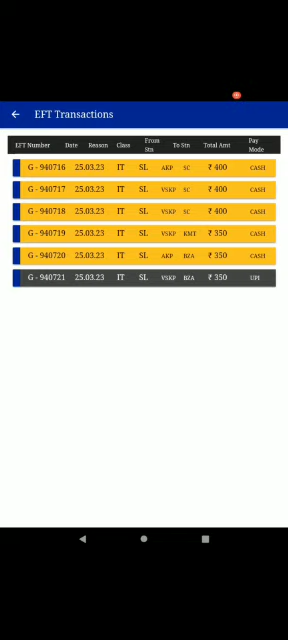 EFT Transactions
EFT Number Date Reason Class From Stn To Stn Total Amt Pay Mode
G - 940716 25.03.23 IT SL AKP SC ₹ 400 CASH
G - 940717 25.03.23 IT SL VSKP SC ₹ 400 CASH
G - 940718 25.03.23 IT SL VSKP SC ₹ 400 CASH
G - 940719 25.03.23 IT SL VSKP KMT ₹ 350 CASH
G - 940720 25.03.23 IT SL AKP BZA ₹ 350 CASH
G - 940721 25.03.23 IT SL VSKP BZA ₹ 350 UPI